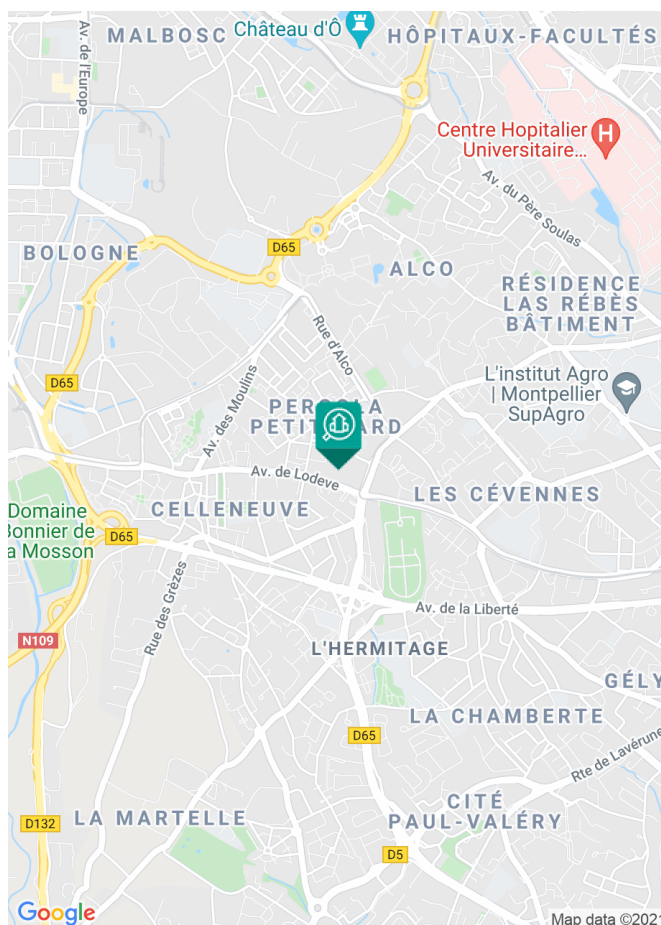 MALBOSC
Château d'Ô
HÔPITAUX-FACULTÉS
Av. de l'Europe
Centre Hopitalier
Universitaire...
H
Av. du Père Soulas
D65
BOLOGNE
ALCO
RÉSIDENCE
LAS RÉBÈS
BÂTIMENT
Rue d'Alco
D65
L'institut Agro
| Montpellier
SupAgro
Av. des Moulins
PERGOLA
PETIT BARD
Av. de Lodeve
LES CÉVENNES
CELLENEUVE
Domaine
Bonnier de
la Mosson
D65
Rue des Grèzes
Av. de la Liberté
N109
L'HERMITAGE
GÉLY
LA CHAMBERTE
D65
Rte de Lavérune
CITÉ
PAUL-VALÉRY
D132
LA MARTELLE
D5
Google
Map data ©2021